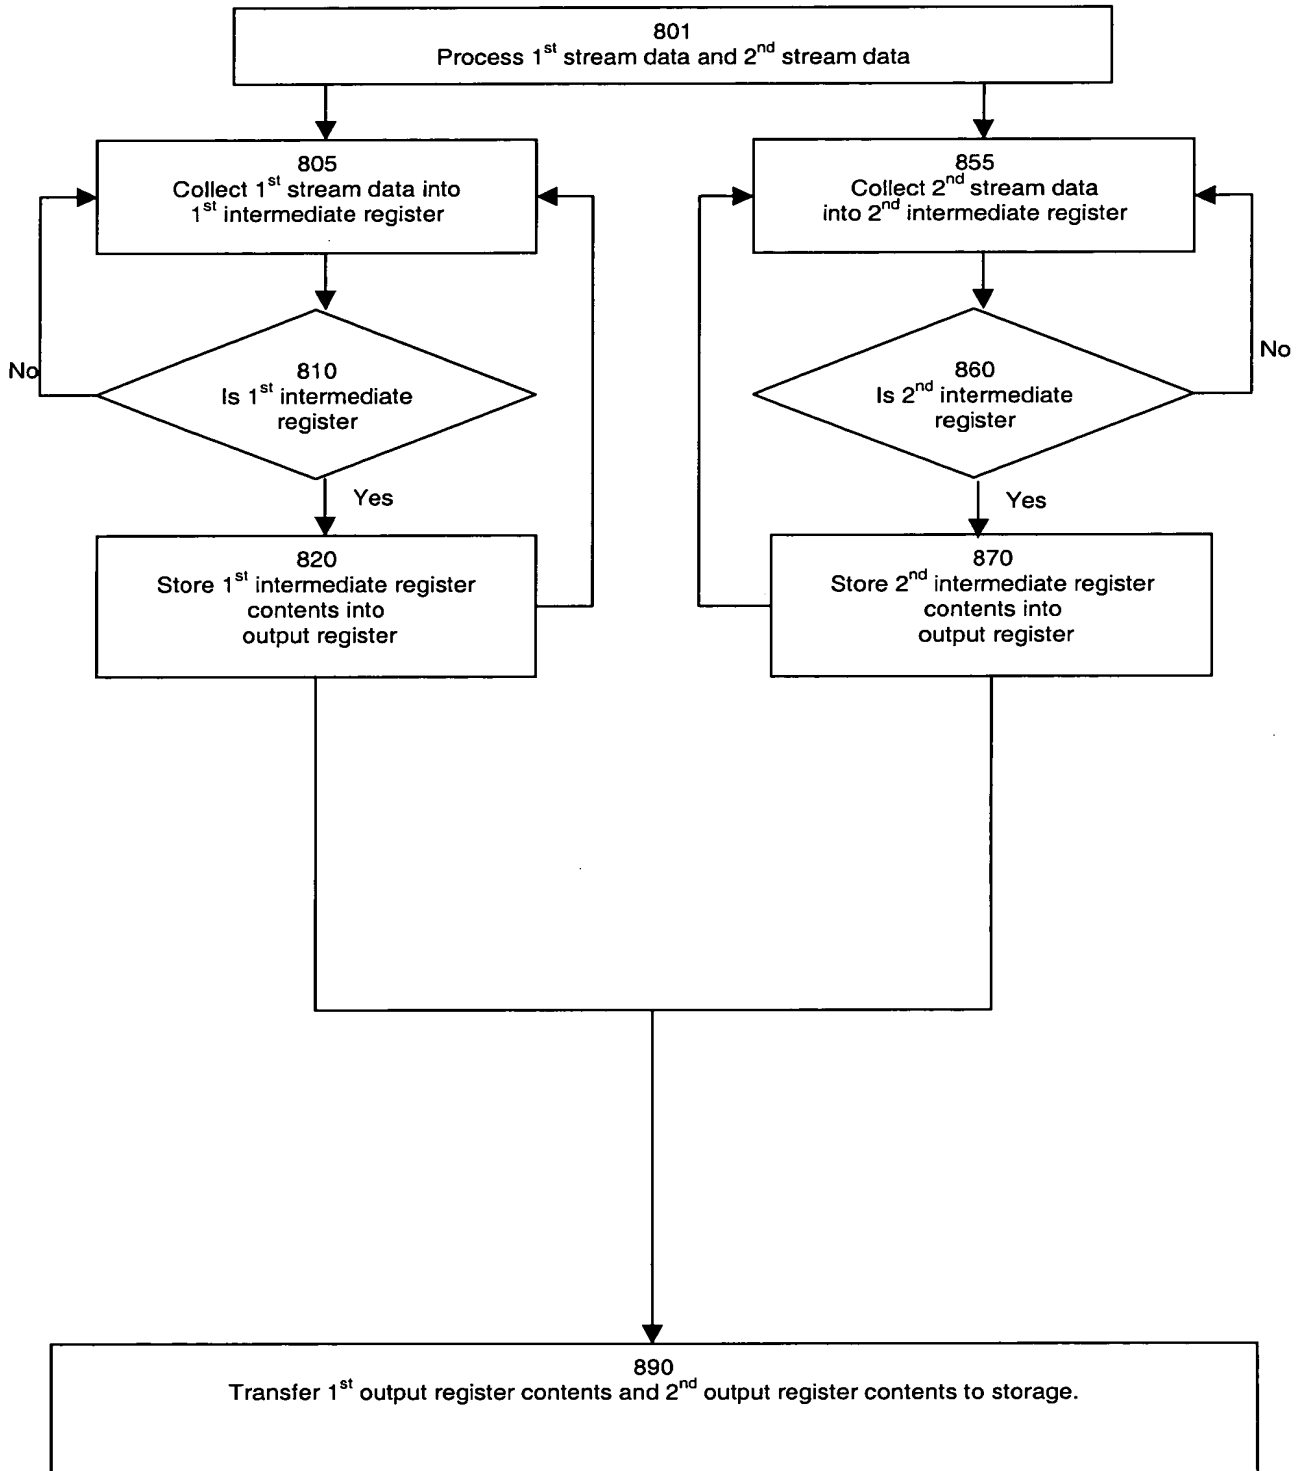 801
Process 1st stream data and 2nd stream data
805
Collect 1st stream data into
1st intermediate register
855
Collect 2nd stream data
into 2nd intermediate register
No
810
Is 1st intermediate
register
860
Is 2nd intermediate
register
No
Yes
Yes
820
Store 1st intermediate register
contents into
output register
870
Store 2nd intermediate register
contents into
output register
890
Transfer 1st output register contents and 2nd output register contents to storage.